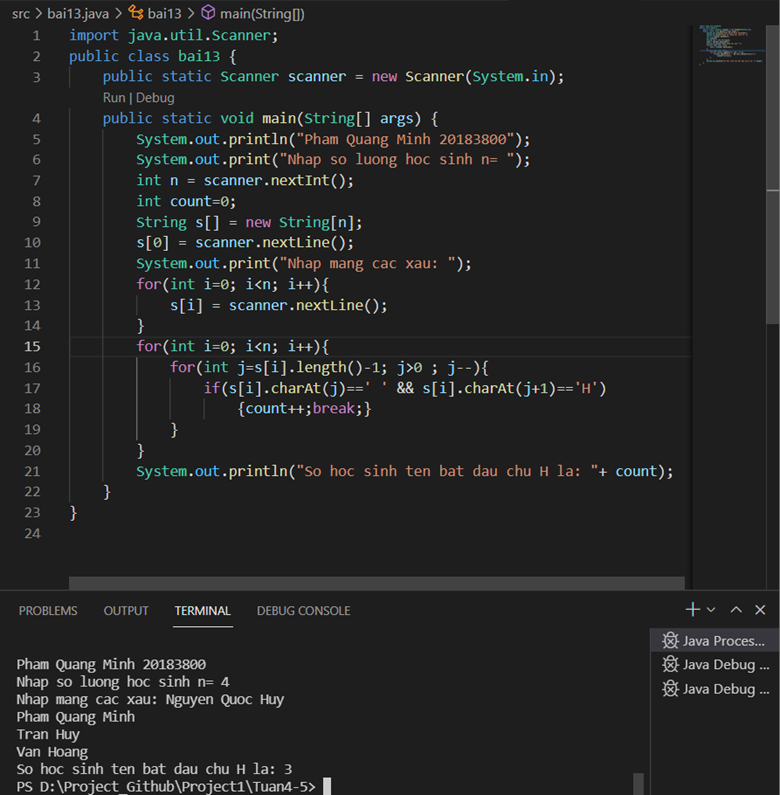 src > bai13.java > bai13 > main(String[])
1 import java.util.Scanner;
2 public class bai13 {
3 public static Scanner scanner = new Scanner(System.in);
Run | Debug
4 public static void main(String[] args) {
5 System.out.println("Pham Quang Minh 20183800");
6 System.out.print("Nhap so luong hoc sinh n= ");
7 int n = scanner.nextInt();
8 int count=0;
9 String s[] = new String[n];
10 s[0] = scanner.nextLine();
11 System.out.print("Nhap mang cac xau: ");
12 for(int i=0; i<n; i++){
13 s[i] = scanner.nextLine();
14 }
15 for(int i=0; i<n; i++){
16 for(int j=s[i].length()-1; j>0 ; j--){
17 if(s[i].charAt(j)==' ' && s[i].charAt(j+1)=='H')
18 {count++;break;}
19 }
20 }
21 System.out.println("So hoc sinh ten bat dau chu H la: "+ count);
22 }
23 }
24
PROBLEMS OUTPUT TERMINAL DEBUG CONSOLE
Pham Quang Minh 20183800
Nhap so luong hoc sinh n= 4
Nhap mang cac xau: Nguyen Quoc Huy
Pham Quang Minh
Tran Huy
Van Hoang
So hoc sinh ten bat dau chu H la: 3
PS D:\Project_Github\Project1\Tuan4-5>
Java Proces...
Java Debug ...
Java Debug ...